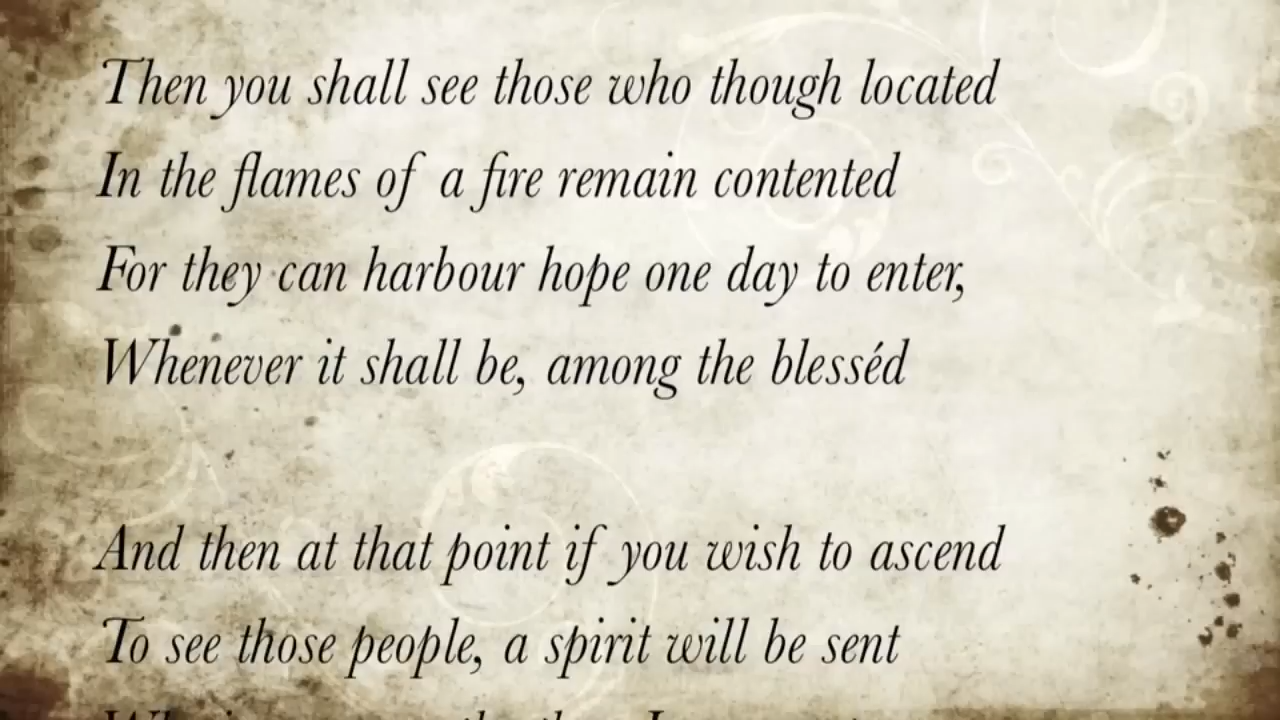 Then you shall see those who though located
In the flames of a fire remain contented
For they can harbour hope one day to enter,
Whenever it shall be, among the blesséd
And then at that point if you wish to ascend
To see those people, a spirit will be sent